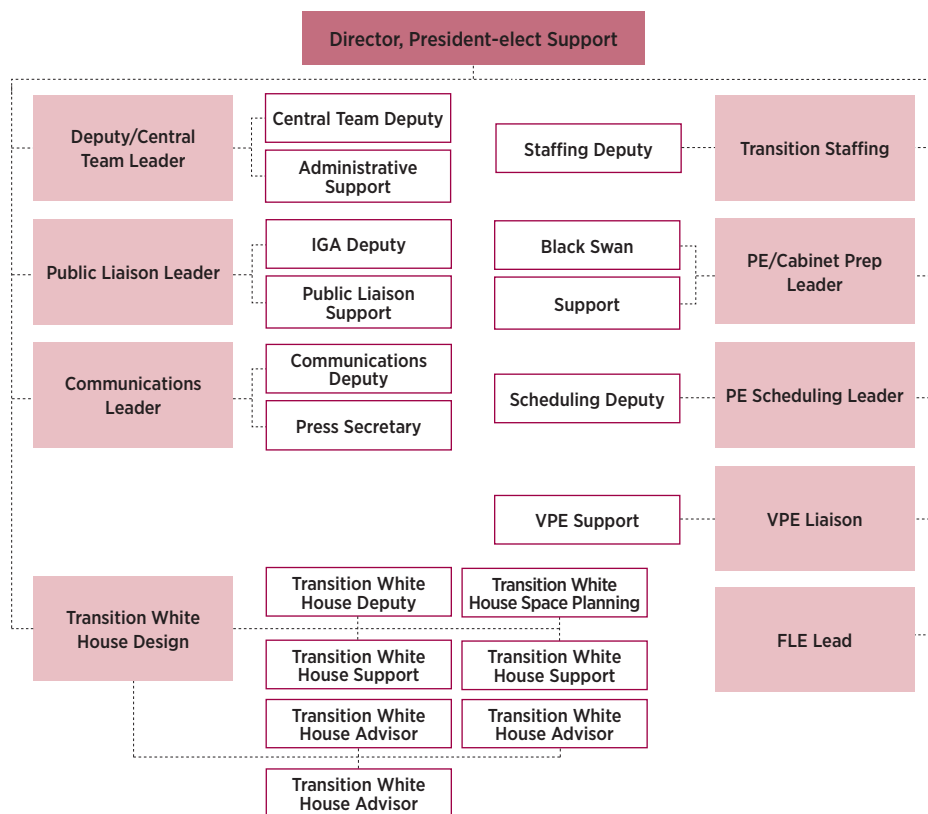 Director, President-elect Support
Deputy/Central
Team Leader
Central Team Deputy
Administrative
Support
Public Liaison Leader
IGA Deputy
Public Liaison
Support
Communications
Leader
Communications
Deputy
Press Secretary
Staffing Deputy
Transition Staffing
Black Swan
Support
PE/Cabinet Prep
Leader
Scheduling Deputy
PE Scheduling Leader
VPE Support
VPE Liaison
FLE Lead
Transition White
House Design
Transition White
House Deputy
Transition White
House Space Planning
Transition White
House Support
Transition White
House Support
Transition White
House Advisor
Transition White
House Advisor
Transition White
House Advisor